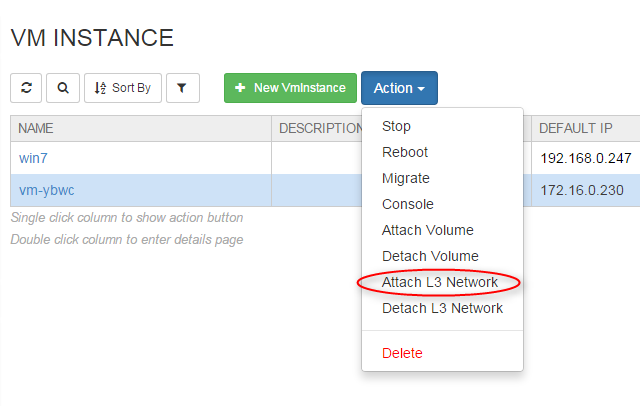 VM INSTANCE
Sort By
New VmInstance
Action
NAME DESCRIPTION DEFAULT IP
win7 192.168.0.247
vm-ybwc 172.16.0.230
Single click column to show action button
Double click column to enter details page
Stop
Reboot
Migrate
Console
Attach Volume
Detach Volume
Attach L3 Network
Detach L3 Network
Delete